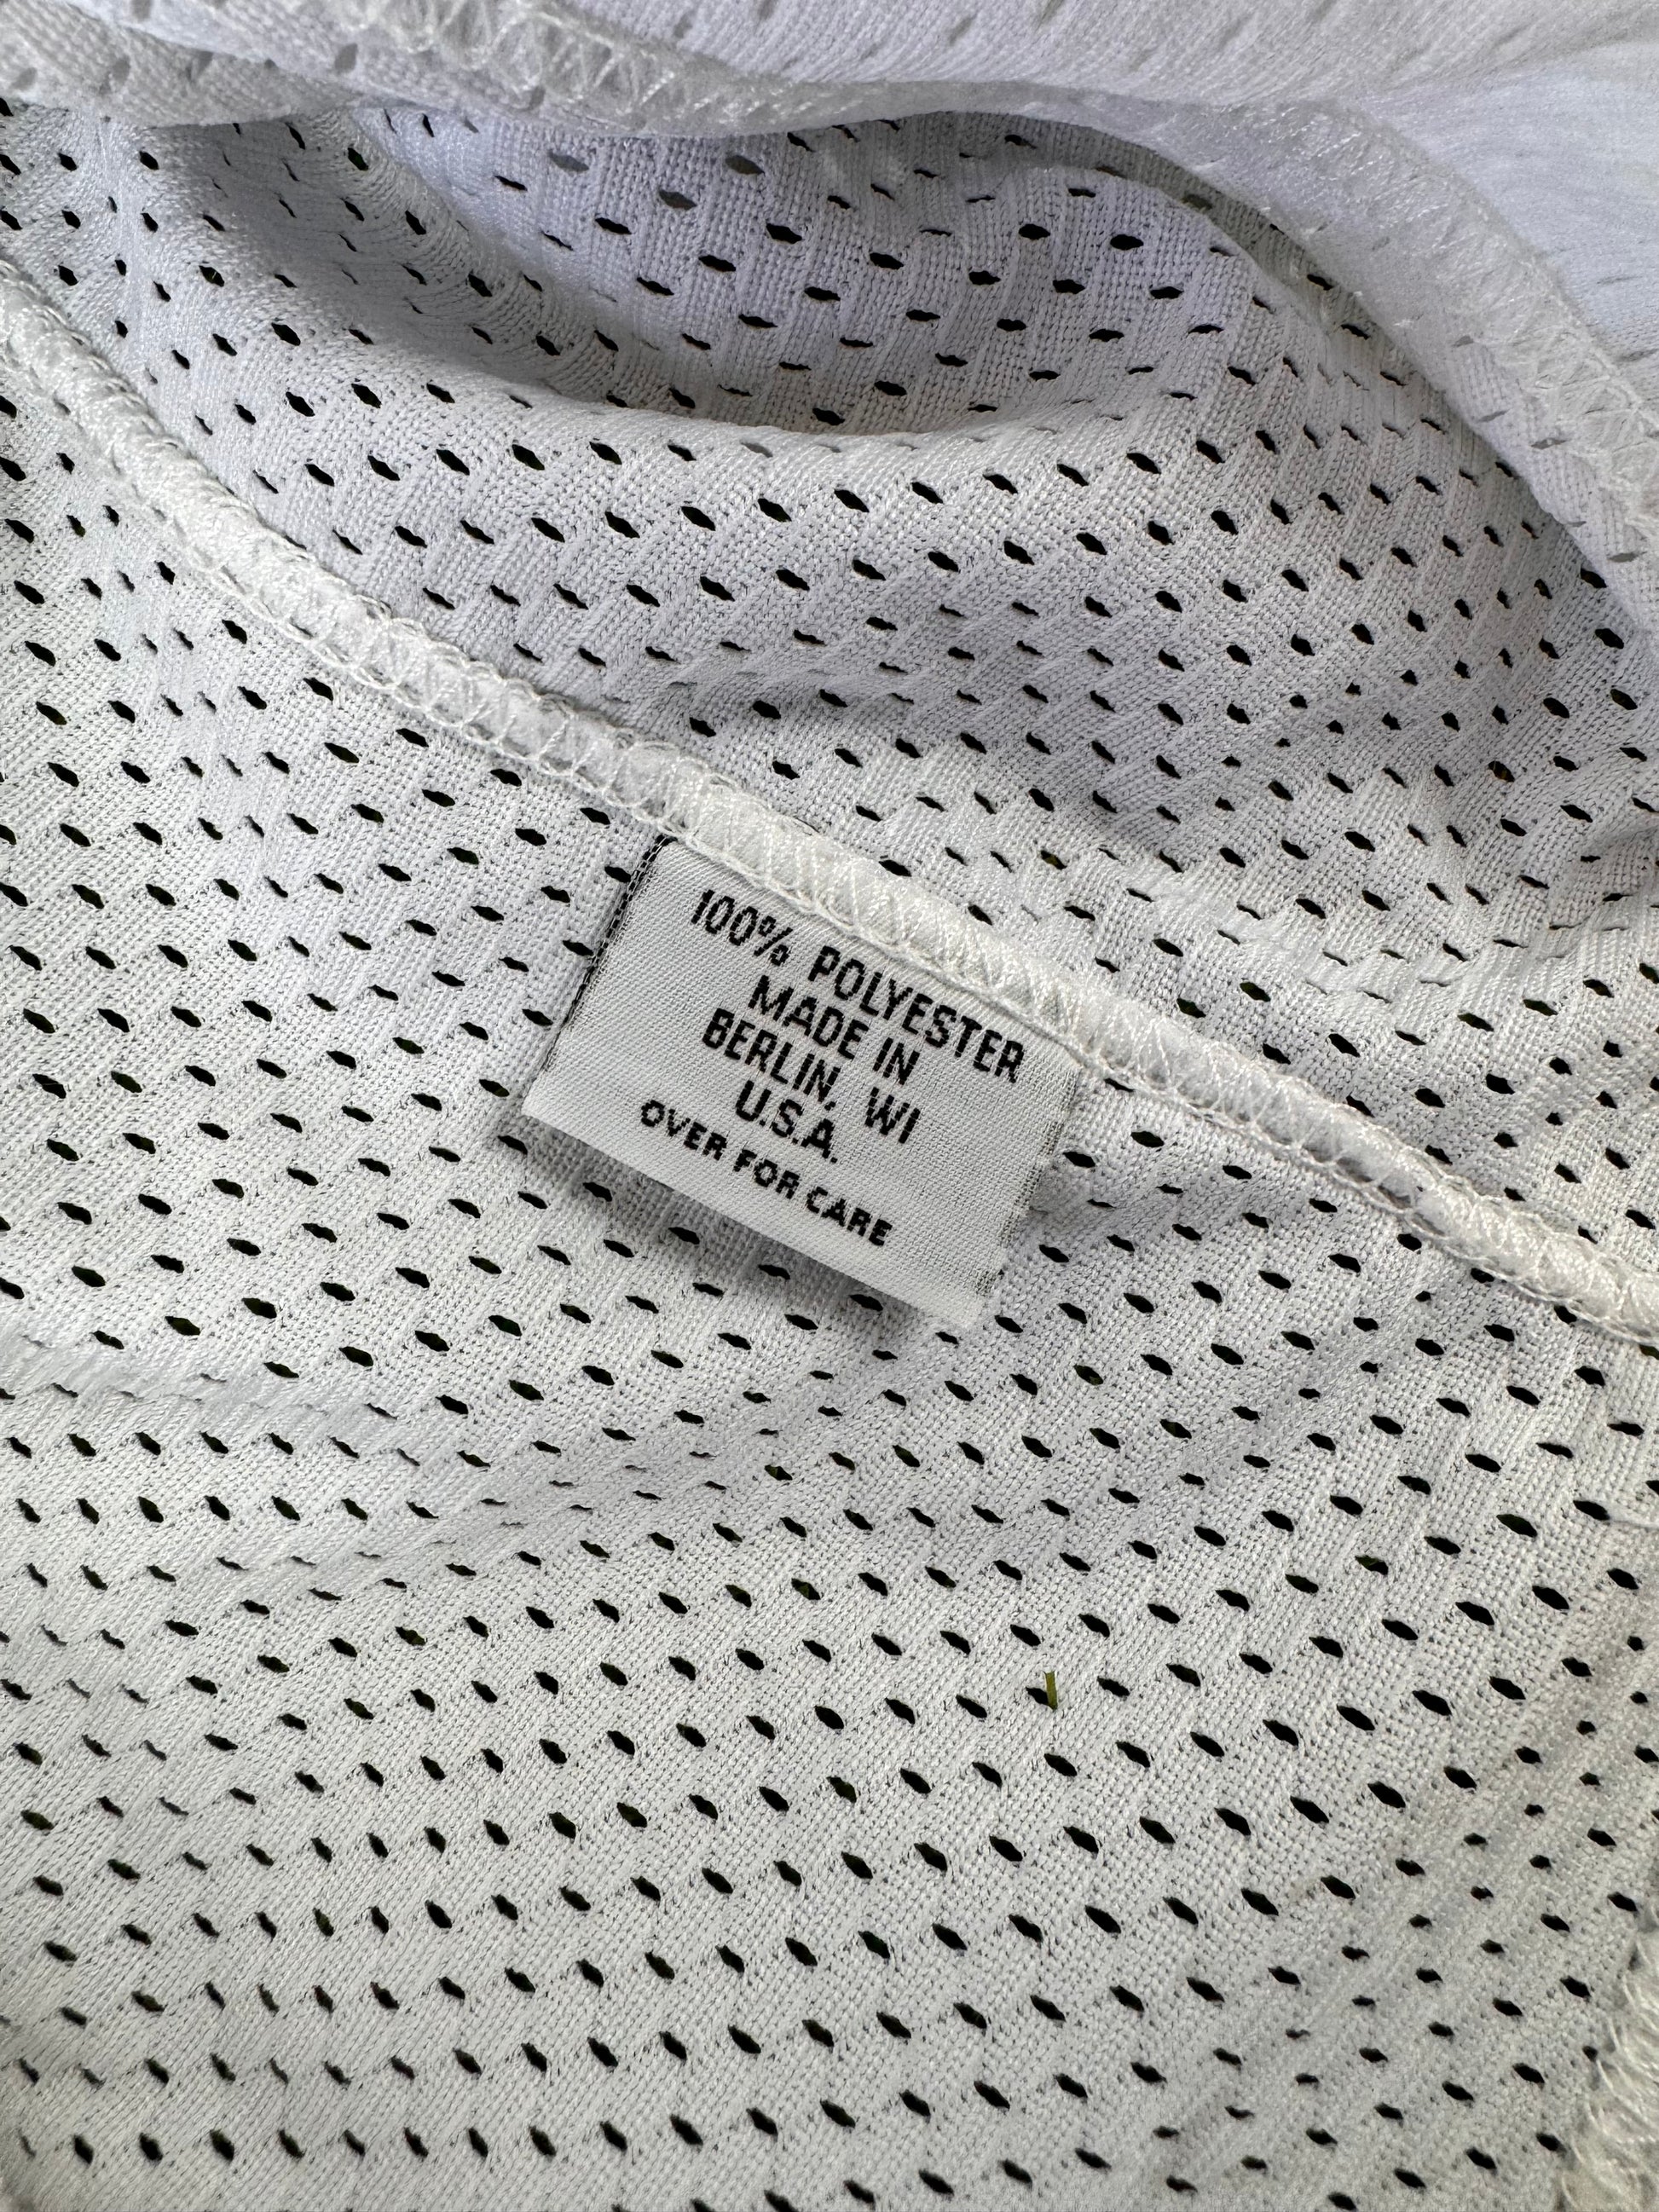 100% POLYESTER
MADE IN
BERLIN, WI
U.S.A.
OVER FOR CARE